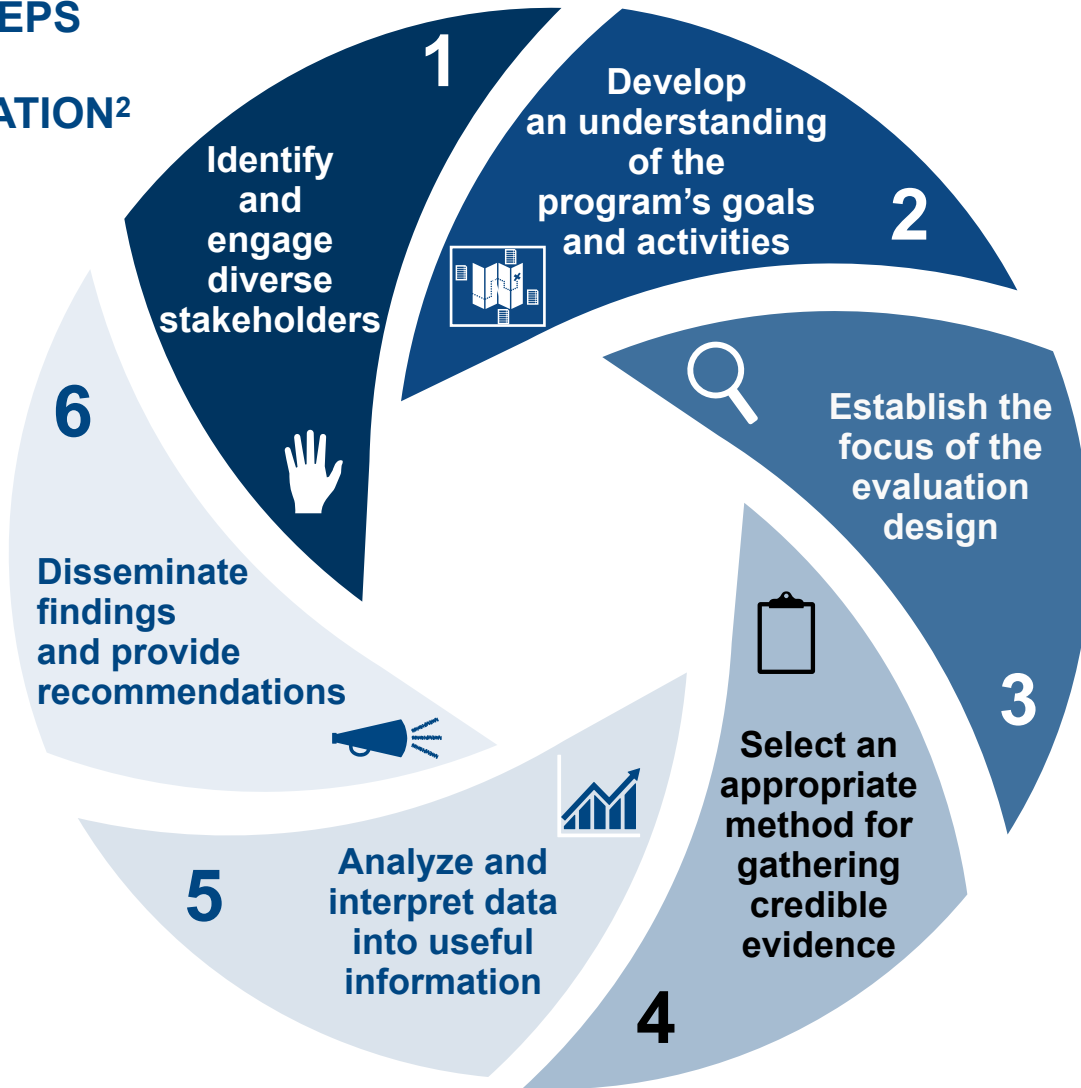 EPS
ATION²
1
Identify
and
engage
diverse
stakeholders
Develop
an understanding
of the
program’s goals
and activities
2
Establish the
focus of the
evaluation
design
3
Select an
appropriate
method for
gathering
credible
evidence
4
5
Analyze and
interpret data
into useful
information
6
Disseminate
findings
and provide
recommendations